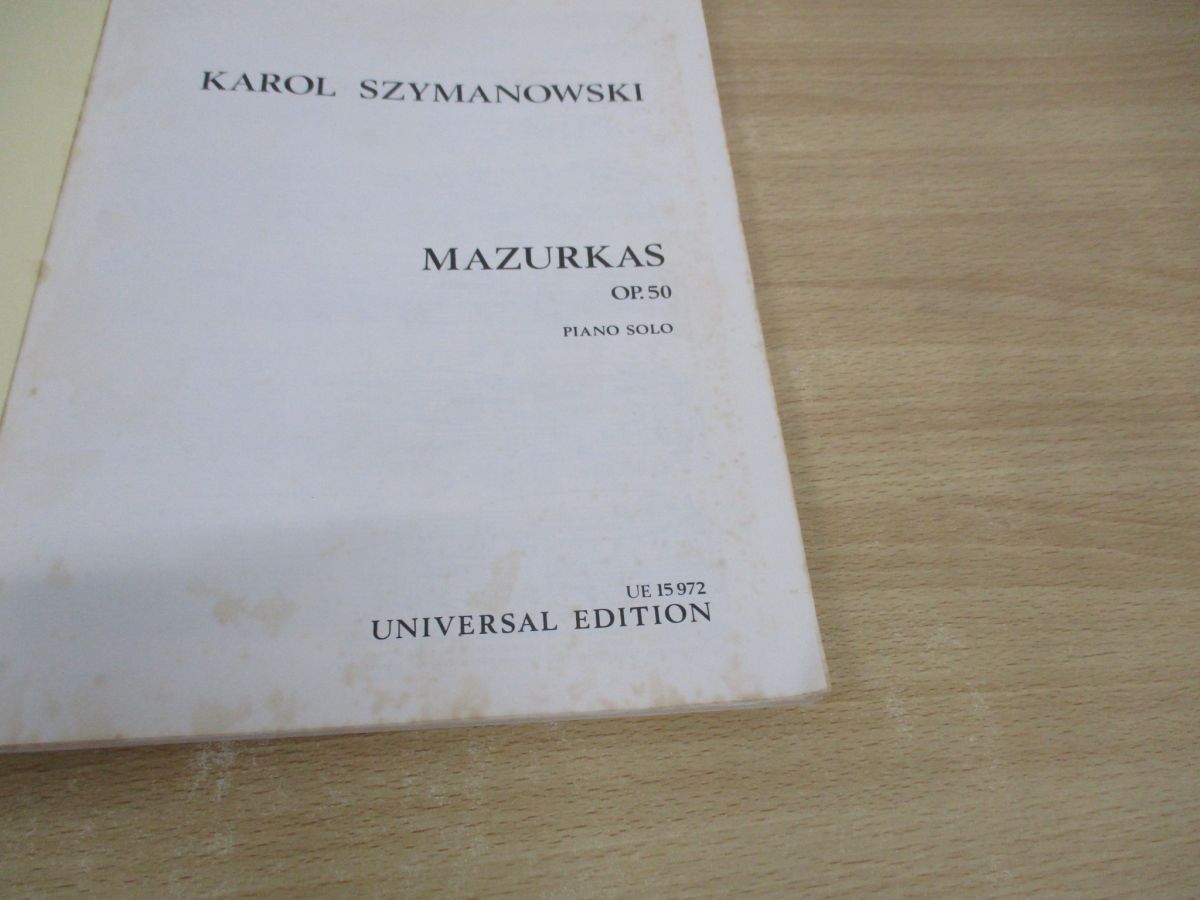 KAROL SZYMANOWSKI
MAZURKAS
OP. 50
PIANO SOLO
UE 15 972
UNIVERSAL EDITION